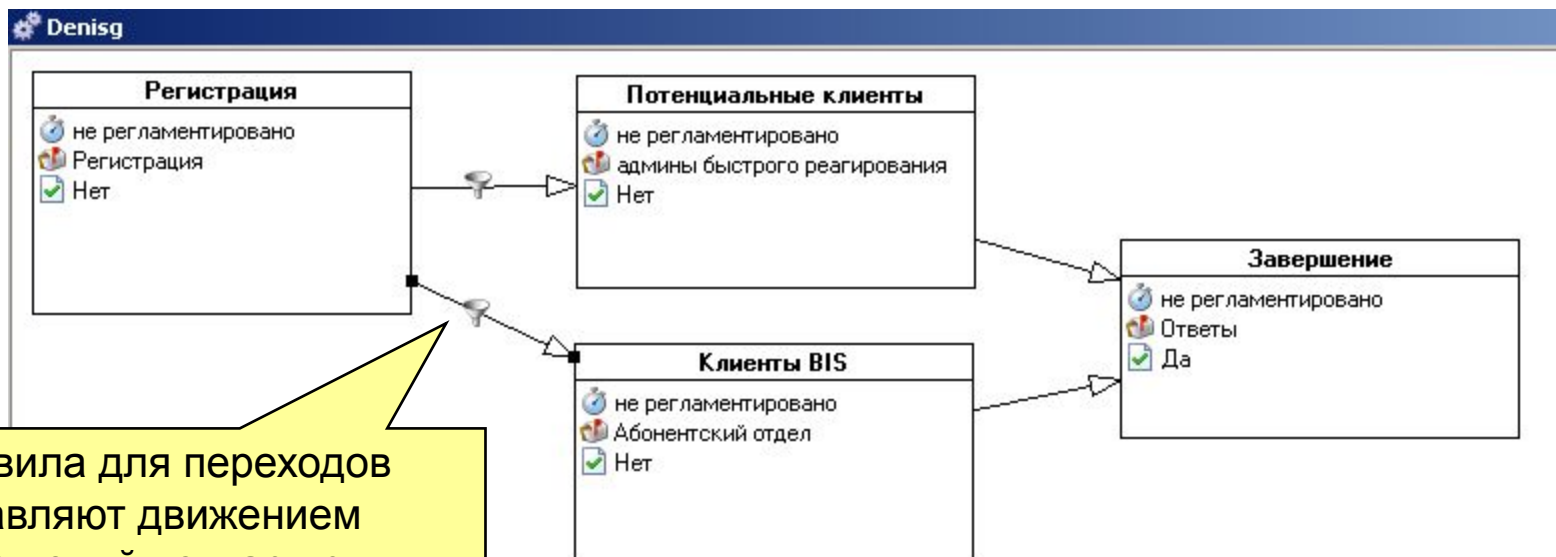 Denisg
Регистрация
не регламентировано
Регистрация
Нет
Потенциальные клиенты
не регламентировано
админы быстрого реагирования
Нет
Завершение
не регламентировано
Ответы
Да
Клиенты BIS
не регламентировано
Абонентский отдел
Нет
вила для переходов
авляют движением